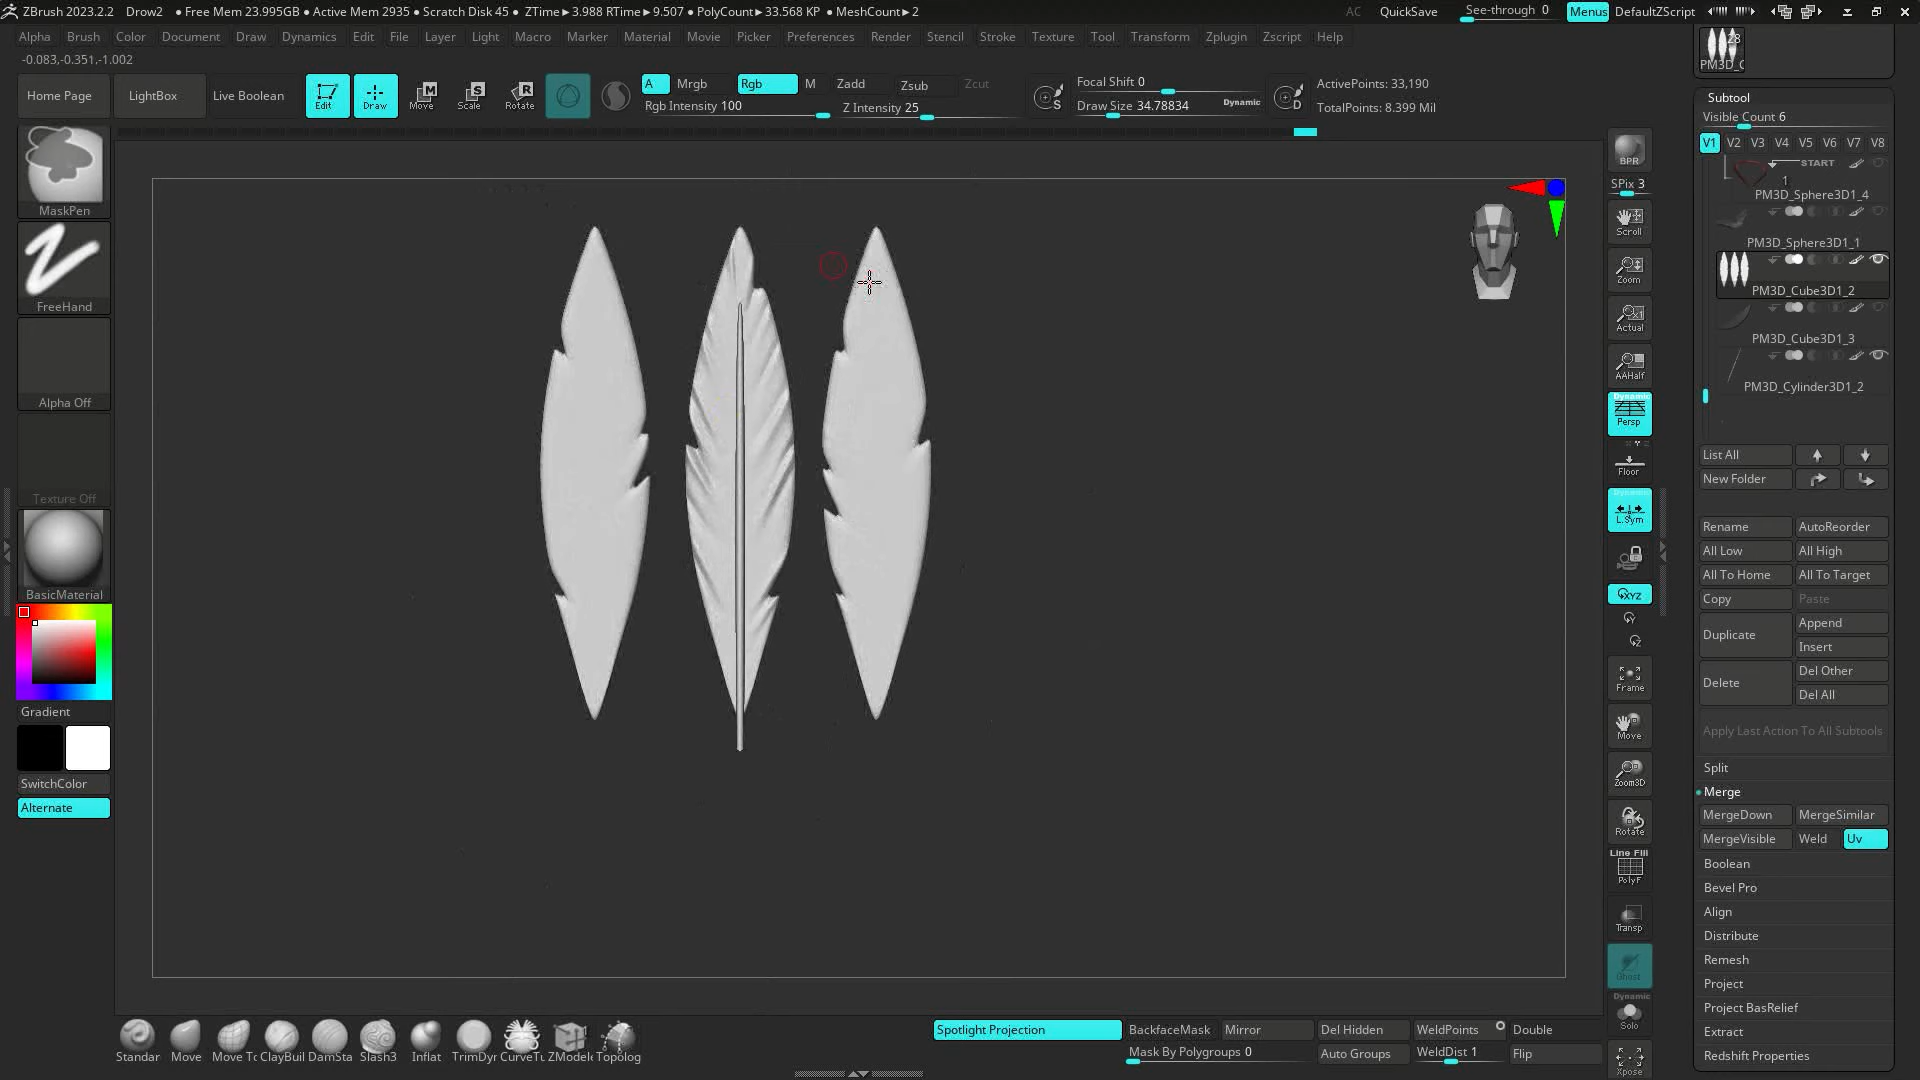 ZBrush 2023.2.2 Drow2 • Free Mem 23.995GB • Active Mem 2935 • Scratch Disk 45 • ZTime►3.988 RTime►9.507 • PolyCount►33.568 KP • MeshCount►2 AC QuickSave See-through 0 Menus DefaultZScript
Alpha Brush Color Document Draw Dynamics Edit File Layer Light Macro Marker Material Movie Picker Preferences Render Stencil Stroke Texture Tool Transform Zplugin Zscript Help
-0.083,-0.351,-1.002
Home Page LightBox Live Boolean Edit Draw Move Scale Rotate
A Mrgb Rgb M Zadd Zsub Zcut
Rgb Intensity 100 Z Intensity 25
Focal Shift 0
Draw Size 34.78834 Dynamic
ActivePoints: 33,190
TotalPoints: 8.399 Mil
MaskPen
FreeHand
Alpha Off
Texture Off
BasicMaterial
Gradient
SwitchColor
Alternate
BPR
SPix 3
Scroll
Zoom
Actual
AAHalf
Dynamic
Persp
Floor
Dynamic
L.Sym
XYZ
Y
Z
Frame
Move
Zoom3D
Rotate
Line Fill
PolyF
Transp
Ghost
Dynamic
Solo
Xpose
28
PM3D_C
Subtool
Visible Count 6
V1 V2 V3 V4 V5 V6 V7 V8
START
1
PM3D_Sphere3D1_4
PM3D_Sphere3D1_1
PM3D_Cube3D1_2
PM3D_Cube3D1_3
PM3D_Cylinder3D1_2
List All
New Folder
Rename AutoReorder
All Low All High
All To Home All To Target
Copy Paste
Duplicate Append
Insert
Delete Del Other
Del All
Apply Last Action To All Subtools
Split
Merge
MergeDown MergeSimilar
MergeVisible Weld Uv
Boolean
Bevel Pro
Align
Distribute
Remesh
Project
Project BasRelief
Extract
Redshift Properties
Standar Move Move To ClayBuil DamSta Slash3 Inflat TrimDyr CurveTu ZModele Topolog
Spotlight Projection BackfaceMask Mirror Del Hidden WeldPoints Double
Mask By Polygroups 0 Auto Groups WeldDist 1 Flip